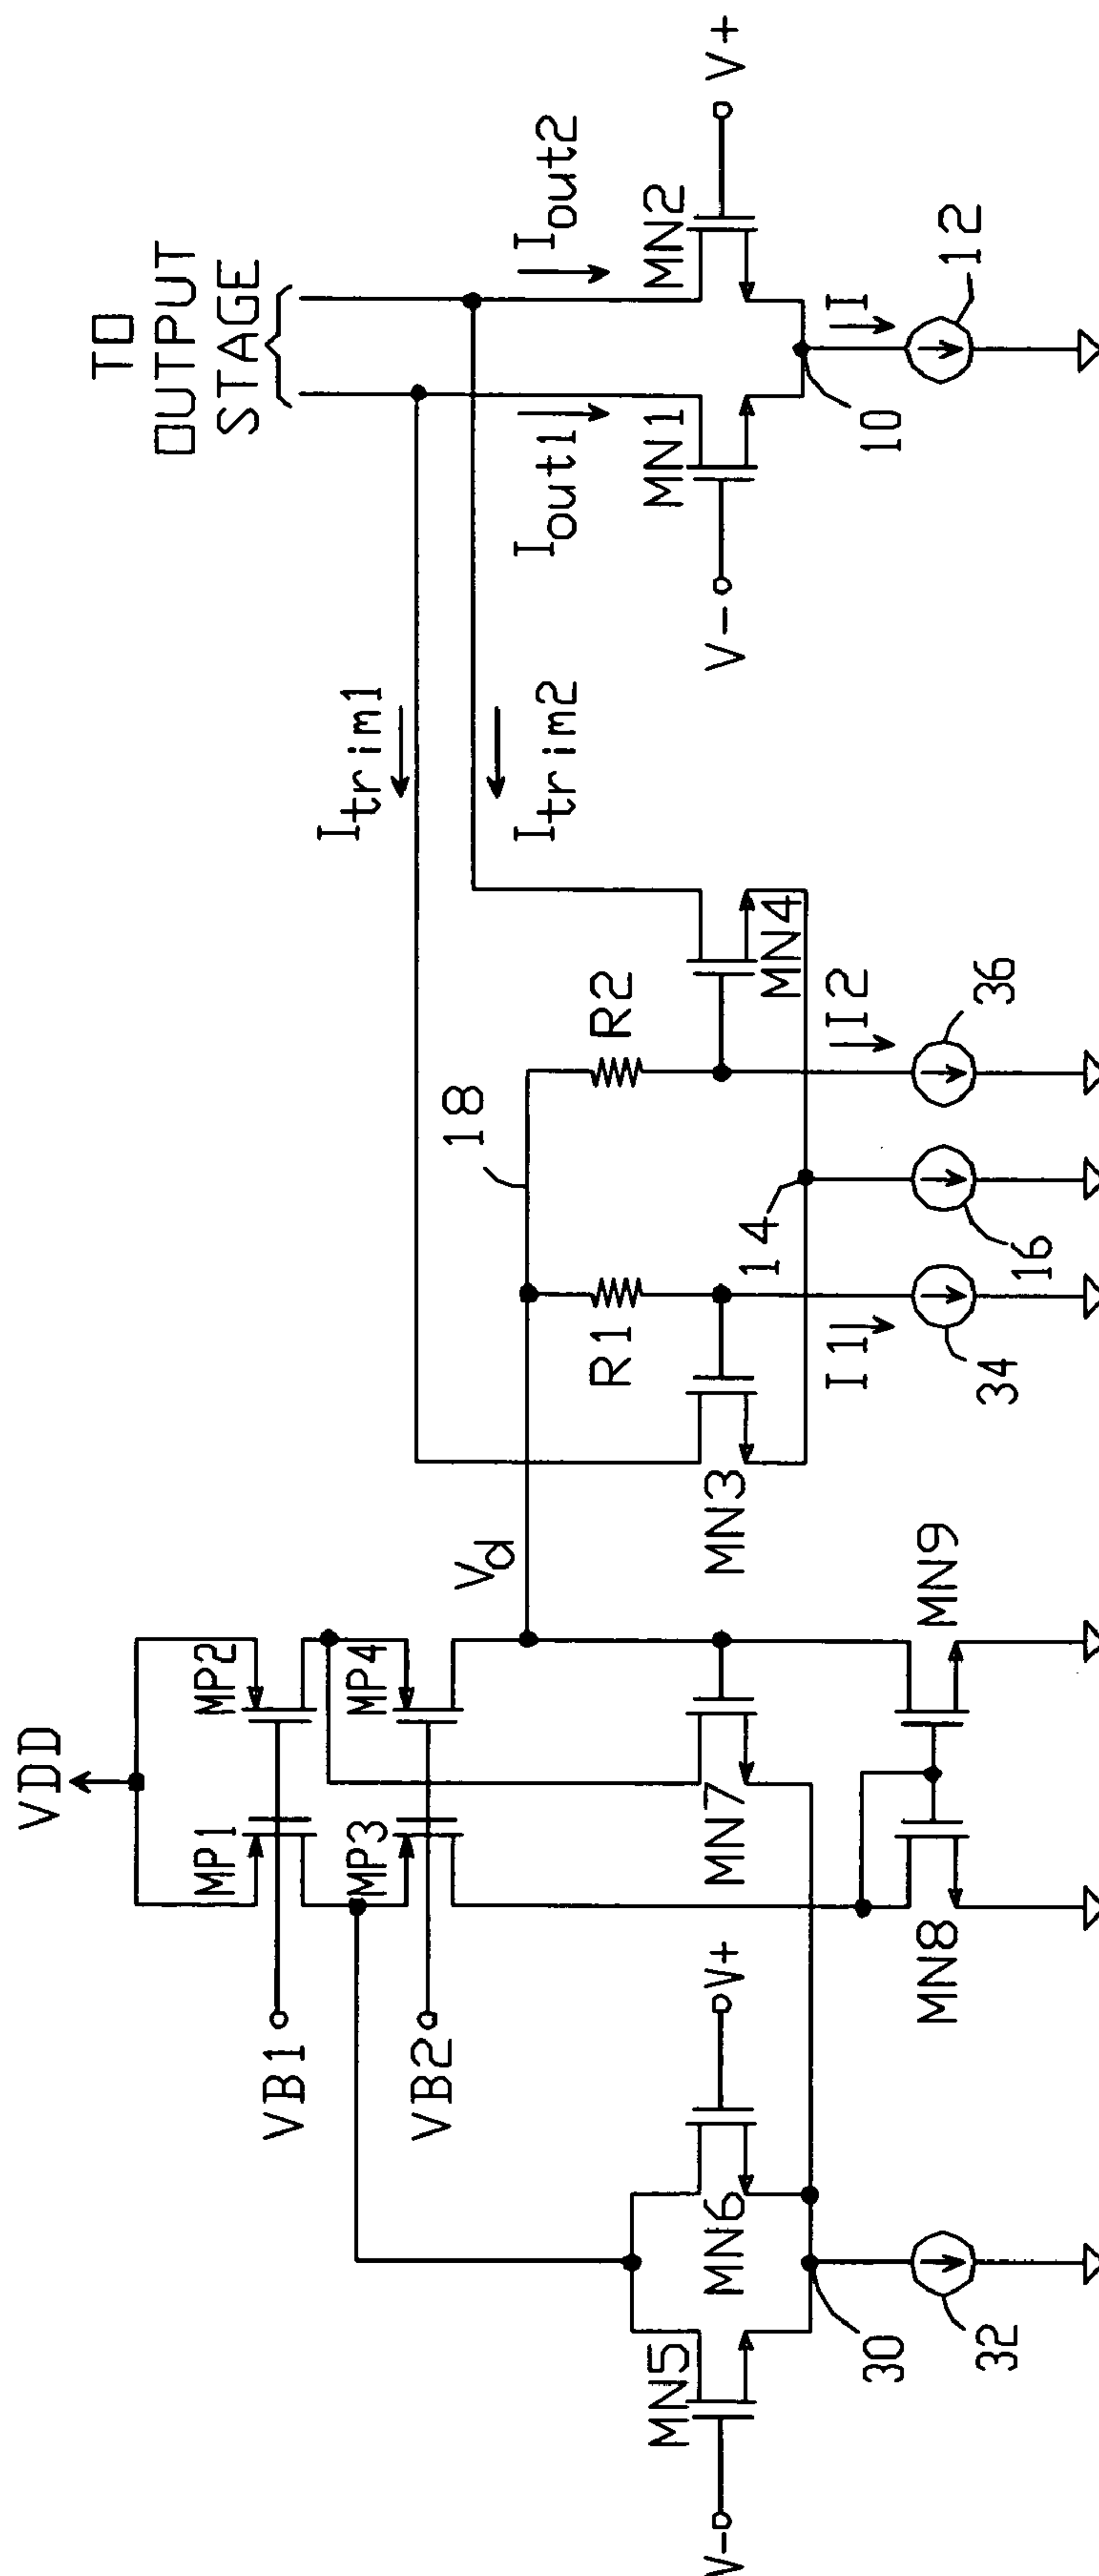 VDD
TO
OUTPUT
STAGE
VB1
MP1
MP2
VB2
MP3
MP4
Vd
18
Itrim1
Itrim2
Iout1
Iout2
V-
MN5
MN6
V+
MN7
MN3
R1
R2
MN4
V-
MN1
MN2
V+
30
32
MN8
MN9
I1
34
14
16
I2
36
10
I
12